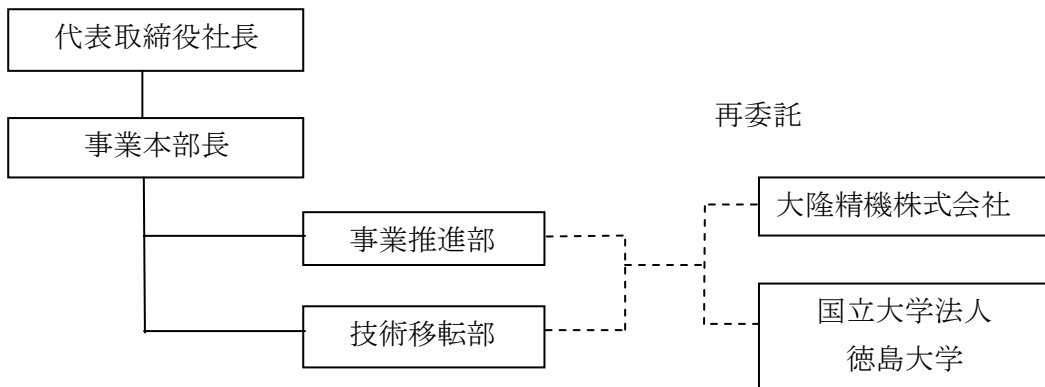 代表取締役社長
再委託
事業本部長
大隆精機株式会社
事業推進部
国立大学法人
徳島大学
技術移転部